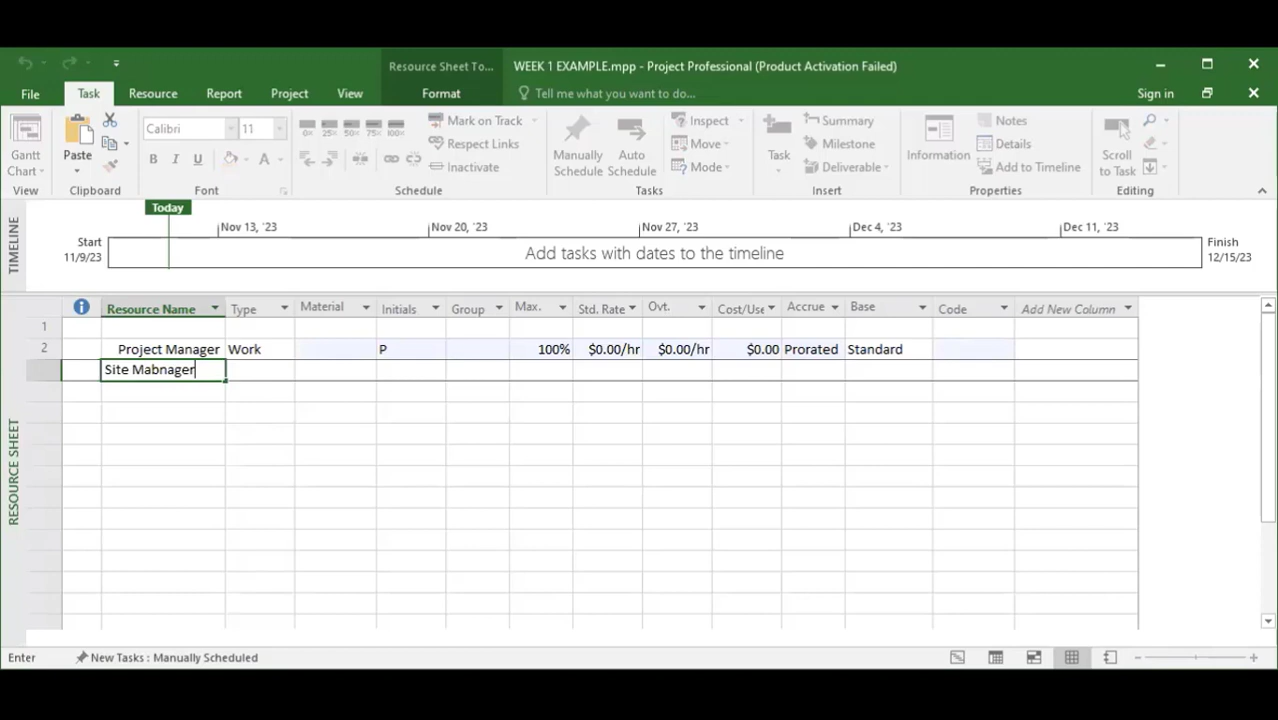 Resource Sheet To... WEEK 1 EXAMPLE.mpp - Project Professional (Product Activation Failed)
File Task Resource Report Project View Format Tell me what you want to do... Sign in
Calibri 11 0x 25x 50x 75x 100x Mark on Track Inspect Summary Notes
Paste B I U A Respect Links Move Milestone Details
Gantt Chart Manually Schedule Auto Schedule Task Information Scroll to Task
Inactivate Mode Deliverable Add to Timeline
View Clipboard Font Schedule Tasks Insert Properties Editing
TIMELINE
Today
Nov 13, '23 Nov 20, '23 Nov 27, '23 Dec 4, '23 Dec 11, '23
Start
11/9/23
Add tasks with dates to the timeline
Finish
12/15/23
RESOURCE SHEET
Resource Name Type Material Initials Group Max. Std. Rate Ovt. Cost/Use Accrue Base Code Add New Column
1
2 Project Manager Work P 100% $0.00/hr $0.00/hr $0.00 Prorated Standard
Site Mabnager
Enter New Tasks : Manually Scheduled